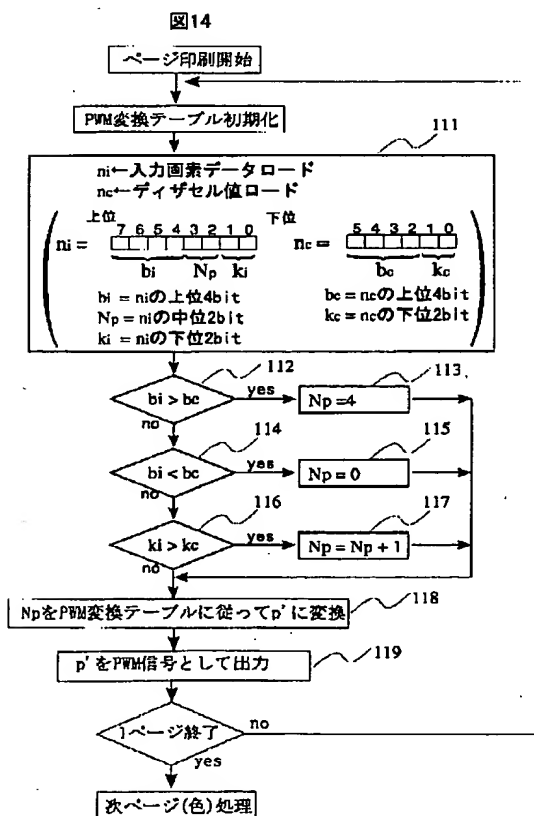 図14
ページ印刷開始
PWM変換テーブル初期化
111
ni←入力画素データロード
nc←ディザセル値ロード
上位 7 6 5 4 3 2 1 0 下位
5 4 3 2 1 0
ni = nc =
bi Np ki bc kc
bi = niの上位4bit bc = ncの上位4bit
Np = niの中位2bit kc = ncの下位2bit
ki = niの下位2bit
112
bi > bc yes
113
Np = 4
no
114
bi < bc yes
115
Np = 0
no
116
ki > kc yes
117
Np = Np + 1
no
118
NpをPWM変換テーブルに従ってp'に変換
119
p'をPWM信号として出力
1ページ終了 no
yes
次ページ(色)処理